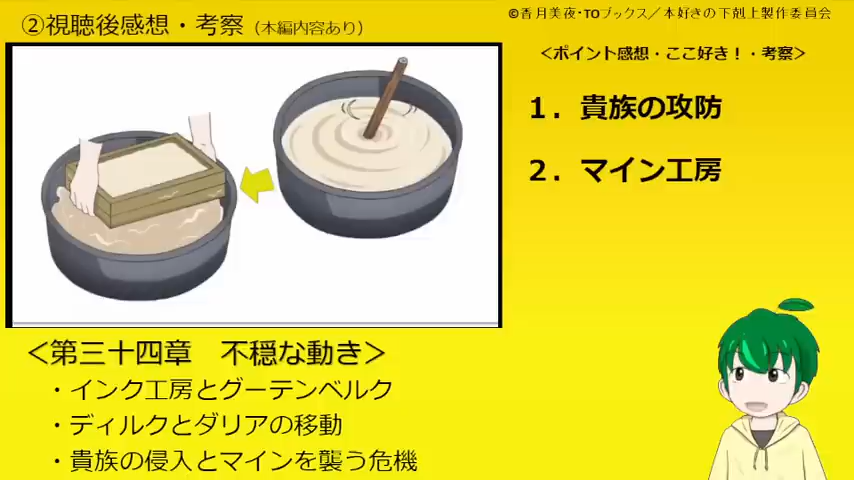 ②視聴後感想・考察（本編内容あり）
©香月美夜・TOブックス／本好きの下剋上製作委員会
＜ポイント感想・ここ好き！・考察＞
１．貴族の攻防
２．マイン工房
＜第三十四章　不穏な動き＞
・インク工房とグーテンベルク
・ディルクとダリアの移動
・貴族の侵入とマインを襲う危機